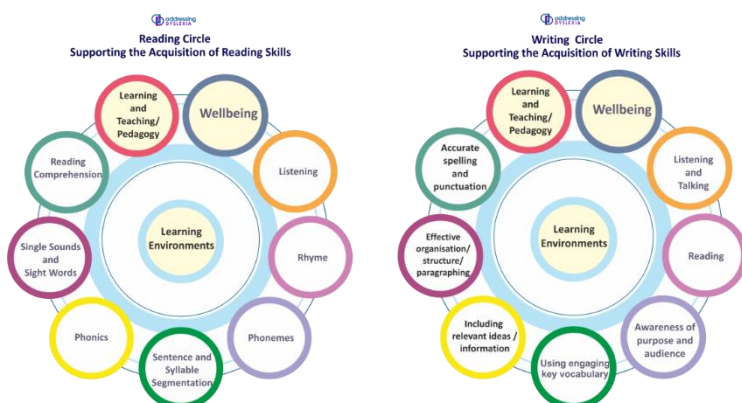 addressing
DYSLEXIA
Reading Circle
Supporting the Acquisition of Reading Skills
Learning
and
Teaching/
Pedagogy
Wellbeing
Listening
Rhyme
Phonemes
Sentence and
Syllable
Segmentation
Phonics
Single Sounds
and
Sight Words
Reading
Comprehension
Learning
Environments
addressing
DYSLEXIA
Writing Circle
Supporting the Acquisition of Writing Skills
Learning
and
Teaching/
Pedagogy
Wellbeing
Listening
and
Talking
Reading
Awareness of
purpose and
audience
Using engaging
key vocabulary
Including
relevant ideas /
information
Effective
organisation/
structure/
paragraphing
Accurate
spelling
and
punctuation
Learning
Environments